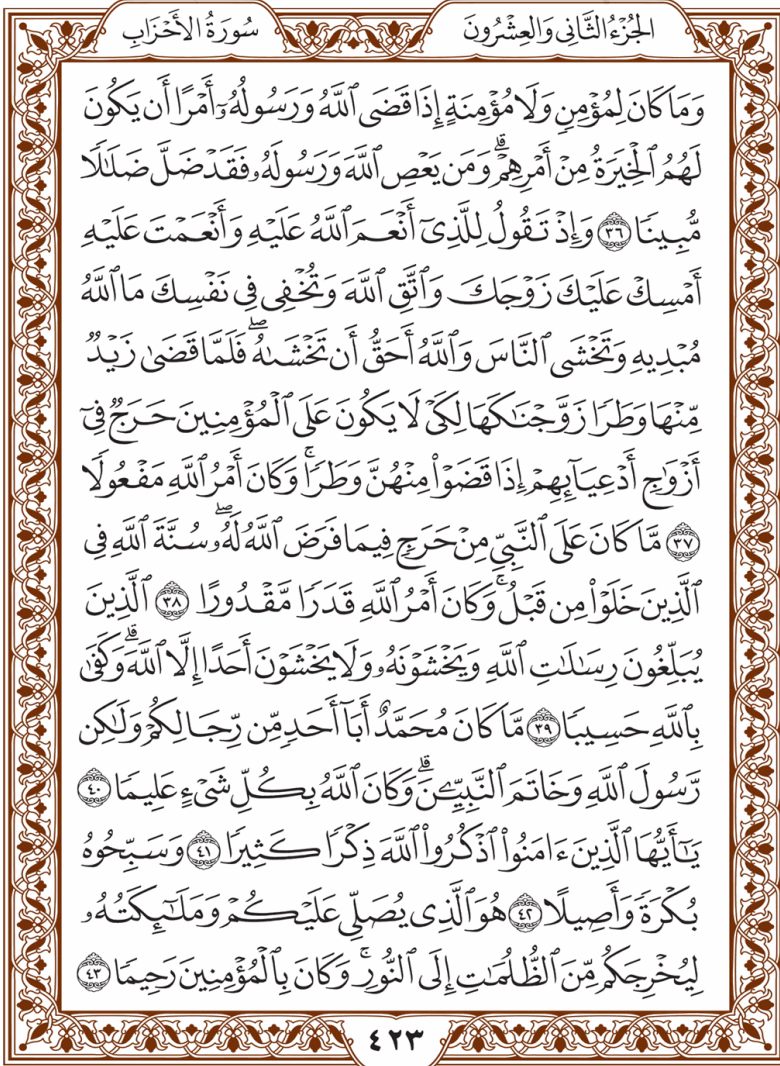 الجُزْءُ الثَّانِي وَالعِشْرُونَ
سُورَةُ الأَحْزَابِ
وَمَا كَانَ لِمُؤْمِنٖ وَلَا مُؤْمِنَةٍ إِذَا قَضَى ٱللَّهُ وَرَسُولُهُۥٓ أَمْرًا أَن يَكُونَ
لَهُمُ ٱلْخِيَرَةُ مِنْ أَمْرِهِمْۗ وَمَن يَعْصِ ٱللَّهَ وَرَسُولَهُۥ فَقَدْ ضَلَّ ضَلَٰلٗا
مُّبِينٗا ٣٦ وَإِذْ تَقُولُ لِلَّذِيٓ أَنْعَمَ ٱللَّهُ عَلَيْهِ وَأَنْعَمْتَ عَلَيْهِ
أَمْسِكْ عَلَيْكَ زَوْجَكَ وَٱتَّقِ ٱللَّهَ وَتُخْفِي فِي نَفْسِكَ مَا ٱللَّهُ
مُبْدِيهِ وَتَخْشَى ٱلنَّاسَ وَٱللَّهُ أَحَقُّ أَن تَخْشَىٰهُۖ فَلَمَّا قَضَىٰ زَيْدٞ
مِّنْهَا وَطَرٗا زَوَّجْنَٰكَهَا لِكَيْ لَا يَكُونَ عَلَى ٱلْمُؤْمِنِينَ حَرَجٞ فِيٓ
أَزْوَٰجِ أَدْعِيَآئِهِمْ إِذَا قَضَوْاْ مِنْهُنَّ وَطَرٗاۚ وَكَانَ أَمْرُ ٱللَّهِ مَفْعُولٗا
٣٧ مَّا كَانَ عَلَى ٱلنَّبِيِّ مِنْ حَرَجٖ فِيمَا فَرَضَ ٱللَّهُ لَهُۥۖ سُنَّةَ ٱللَّهِ فِي
ٱلَّذِينَ خَلَوْاْ مِن قَبْلُۚ وَكَانَ أَمْرُ ٱللَّهِ قَدَرٗا مَّقْدُورًا ٣٨ ٱلَّذِينَ
يُبَلِّغُونَ رِسَٰلَٰتِ ٱللَّهِ وَيَخْشَوْنَهُۥ وَلَا يَخْشَوْنَ أَحَدًا إِلَّا ٱللَّهَۗ وَكَفَىٰ
بِٱللَّهِ حَسِيبٗا ٣٩ مَّا كَانَ مُحَمَّدٌ أَبَآ أَحَدٖ مِّن رِّجَالِكُمْ وَلَٰكِن
رَّسُولَ ٱللَّهِ وَخَاتَمَ ٱلنَّبِيِّـۧنَۗ وَكَانَ ٱللَّهُ بِكُلِّ شَيْءٍ عَلِيمٗا ٤٠
يَٰٓأَيُّهَا ٱلَّذِينَ ءَامَنُواْ ٱذْكُرُواْ ٱللَّهَ ذِكْرٗا كَثِيرٗا ٤١ وَسَبِّحُوهُ
بُكْرَةٗ وَأَصِيلًا ٤٢ هُوَ ٱلَّذِي يُصَلِّي عَلَيْكُمْ وَمَلَٰٓئِكَتُهُۥ
لِيُخْرِجَكُم مِّنَ ٱلظُّلُمَٰتِ إِلَى ٱلنُّورِۚ وَكَانَ بِٱلْمُؤْمِنِينَ رَحِيمٗا ٤٣
٤٢٣